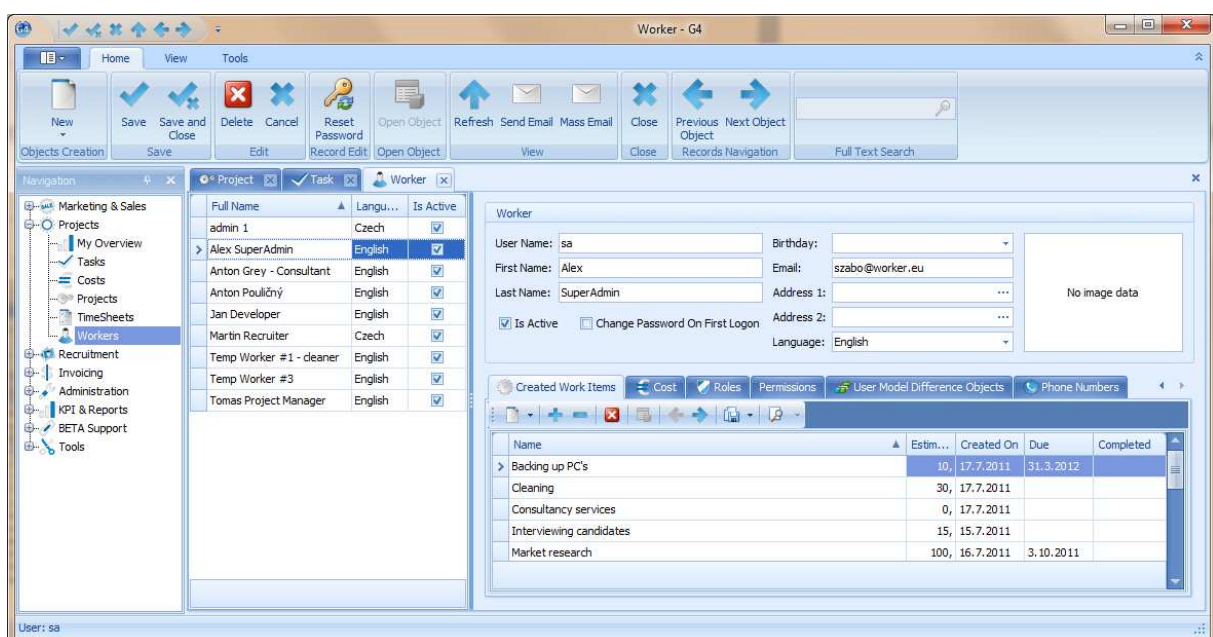 Worker - G4
Home View Tools
New Save Save and Close Delete Cancel Reset Password Open Object Refresh Send Email Mass Email Close Previous Object Next Object
Objects Creation Save Edit Record Edit Open Object View Close Records Navigation Full Text Search
Navigation
Marketing & Sales
Projects
My Overview
Tasks
Costs
Projects
TimeSheets
Workers
Recruitment
Invoicing
Administration
KPI & Reports
BETA Support
Tools
Project Task Worker
Full Name Langu... Is Active
admin 1 Czech
Alex SuperAdmin English
Anton Grey - Consultant English
Anton Pouličný English
Jan Developer English
Martin Recruiter Czech
Temp Worker #1 - cleaner English
Temp Worker #3 English
Tomas Project Manager English
Worker
User Name: sa Birthday:
First Name: Alex Email: szabo@worker.eu
Last Name: SuperAdmin Address 1:
Is Active Change Password On First Logon Address 2:
Language: English
No image data
Created Work Items Cost Roles Permissions User Model Difference Objects Phone Numbers
Name Estim... Created On Due Completed
Backing up PC's 10, 17.7.2011 31.3.2012
Cleaning 30, 17.7.2011
Consultancy services 0, 17.7.2011
Interviewing candidates 15, 15.7.2011
Market research 100, 16.7.2011 3.10.2011
User: sa